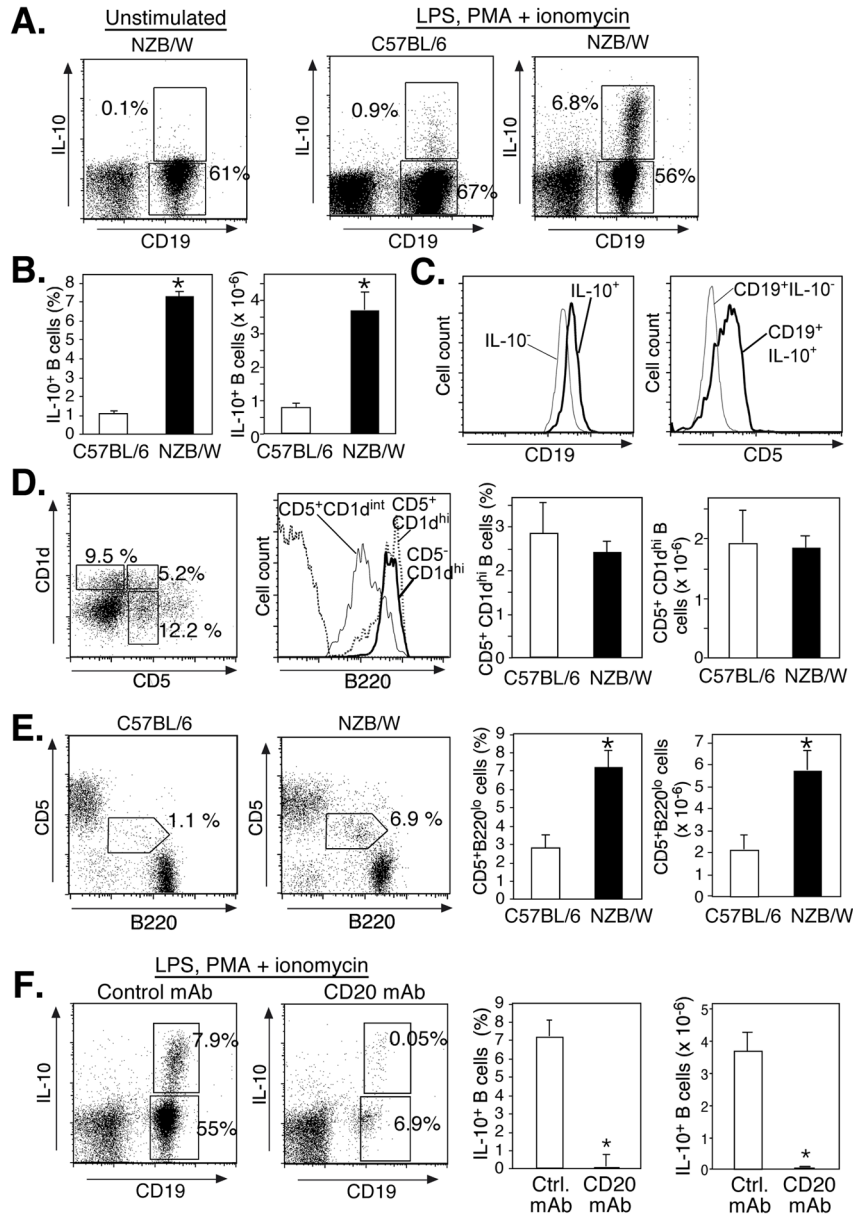 A.
Unstimulated
LPS, PMA + ionomycin
NZB/W
C57BL/6
NZB/W
IL-10
0.1%
61%
CD19
IL-10
0.9%
67%
CD19
IL-10
6.8%
56%
CD19
B.
IL-10+ B cells (%)
8
7
6
5
4
3
2
1
0
*
C57BL/6 NZB/W
IL-10+ B cells (x 10-6)
4
3
2
1
0
*
C57BL/6 NZB/W
C.
Cell count
IL-10-
IL-10+
CD19
Cell count
CD19+IL-10-
CD19+
IL-10+
CD5
D.
CD1d
9.5 %
5.2%
12.2 %
CD5
Cell count
CD5+CD1dint
CD5+
CD1dhi
CD5-
CD1dhi
B220
CD5+ CD1dhi B cells (%)
3
2
1
0
C57BL/6 NZB/W
CD5+ CD1dhi B
cells (x 10-6)
2
1
0
C57BL/6 NZB/W
E.
C57BL/6
NZB/W
CD5
1.1 %
B220
CD5
6.9 %
B220
CD5+B220lo cells (%)
9
8
7
6
5
4
3
2
1
0
*
C57BL/6 NZB/W
CD5+B220lo cells
(x 10-6)
7
6
5
4
3
2
1
0
*
C57BL/6 NZB/W
F.
LPS, PMA + ionomycin
Control mAb
CD20 mAb
IL-10
7.9%
55%
CD19
IL-10
0.05%
6.9%
CD19
IL-10+ B cells (%)
9
8
7
6
5
4
3
2
1
0
*
Ctrl. CD20
mAb mAb
IL-10+ B cells (x 10-6)
5
4
3
2
1
0
*
Ctrl. CD20
mAb mAb